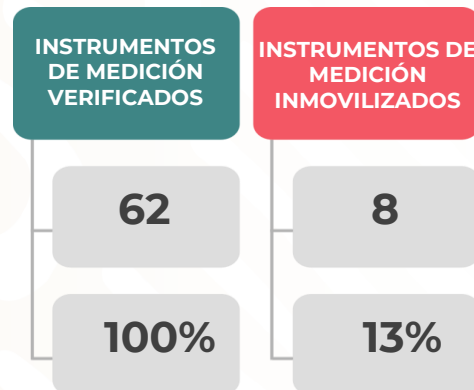 INSTRUMENTOS
DE MEDICIÓN
VERIFICADOS
62
100%
INSTRUMENTOS DE
MEDICIÓN
INMOVILIZADOS
8
13%